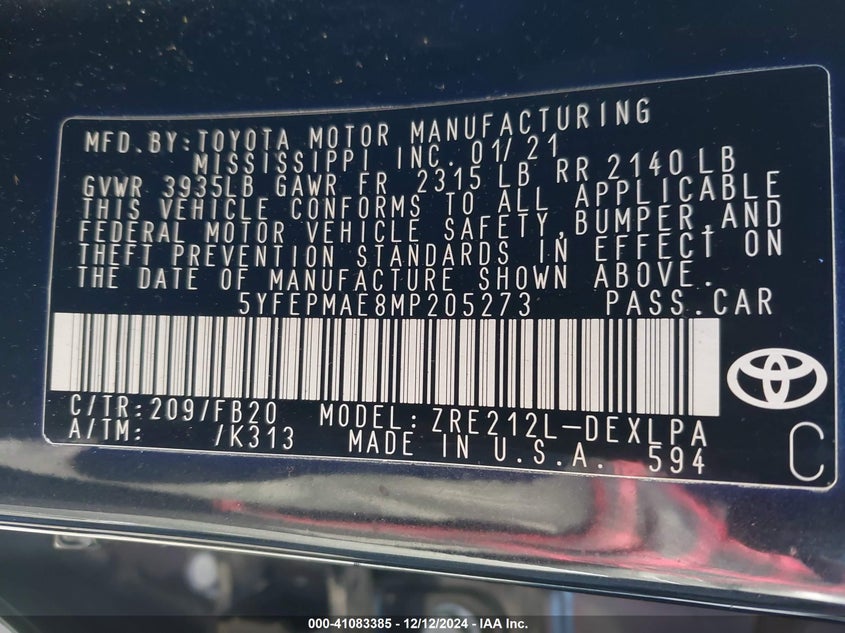 MFD. BY: TOYOTA MOTOR MANUFACTURING
MISSISSIPPI INC. 01/21
GVWR 3935LB GAWR FR 2315 LB RR 2140 LB
THIS VEHICLE CONFORMS TO ALL APPLICABLE
FEDERAL MOTOR VEHICLE SAFETY, BUMPER, AND
THEFT PREVENTION STANDARDS IN EFFECT ON
THE DATE OF MANUFACTURE SHOWN ABOVE.
5YFEPMAE8MP205273 PASS. CAR
C/TR: 209/FB20 MODEL: ZRE212L-DEXLPA
A/TM: /K313 MADE IN U.S.A. 594
C
000-41083385 - 12/12/2024 - IAA Inc.